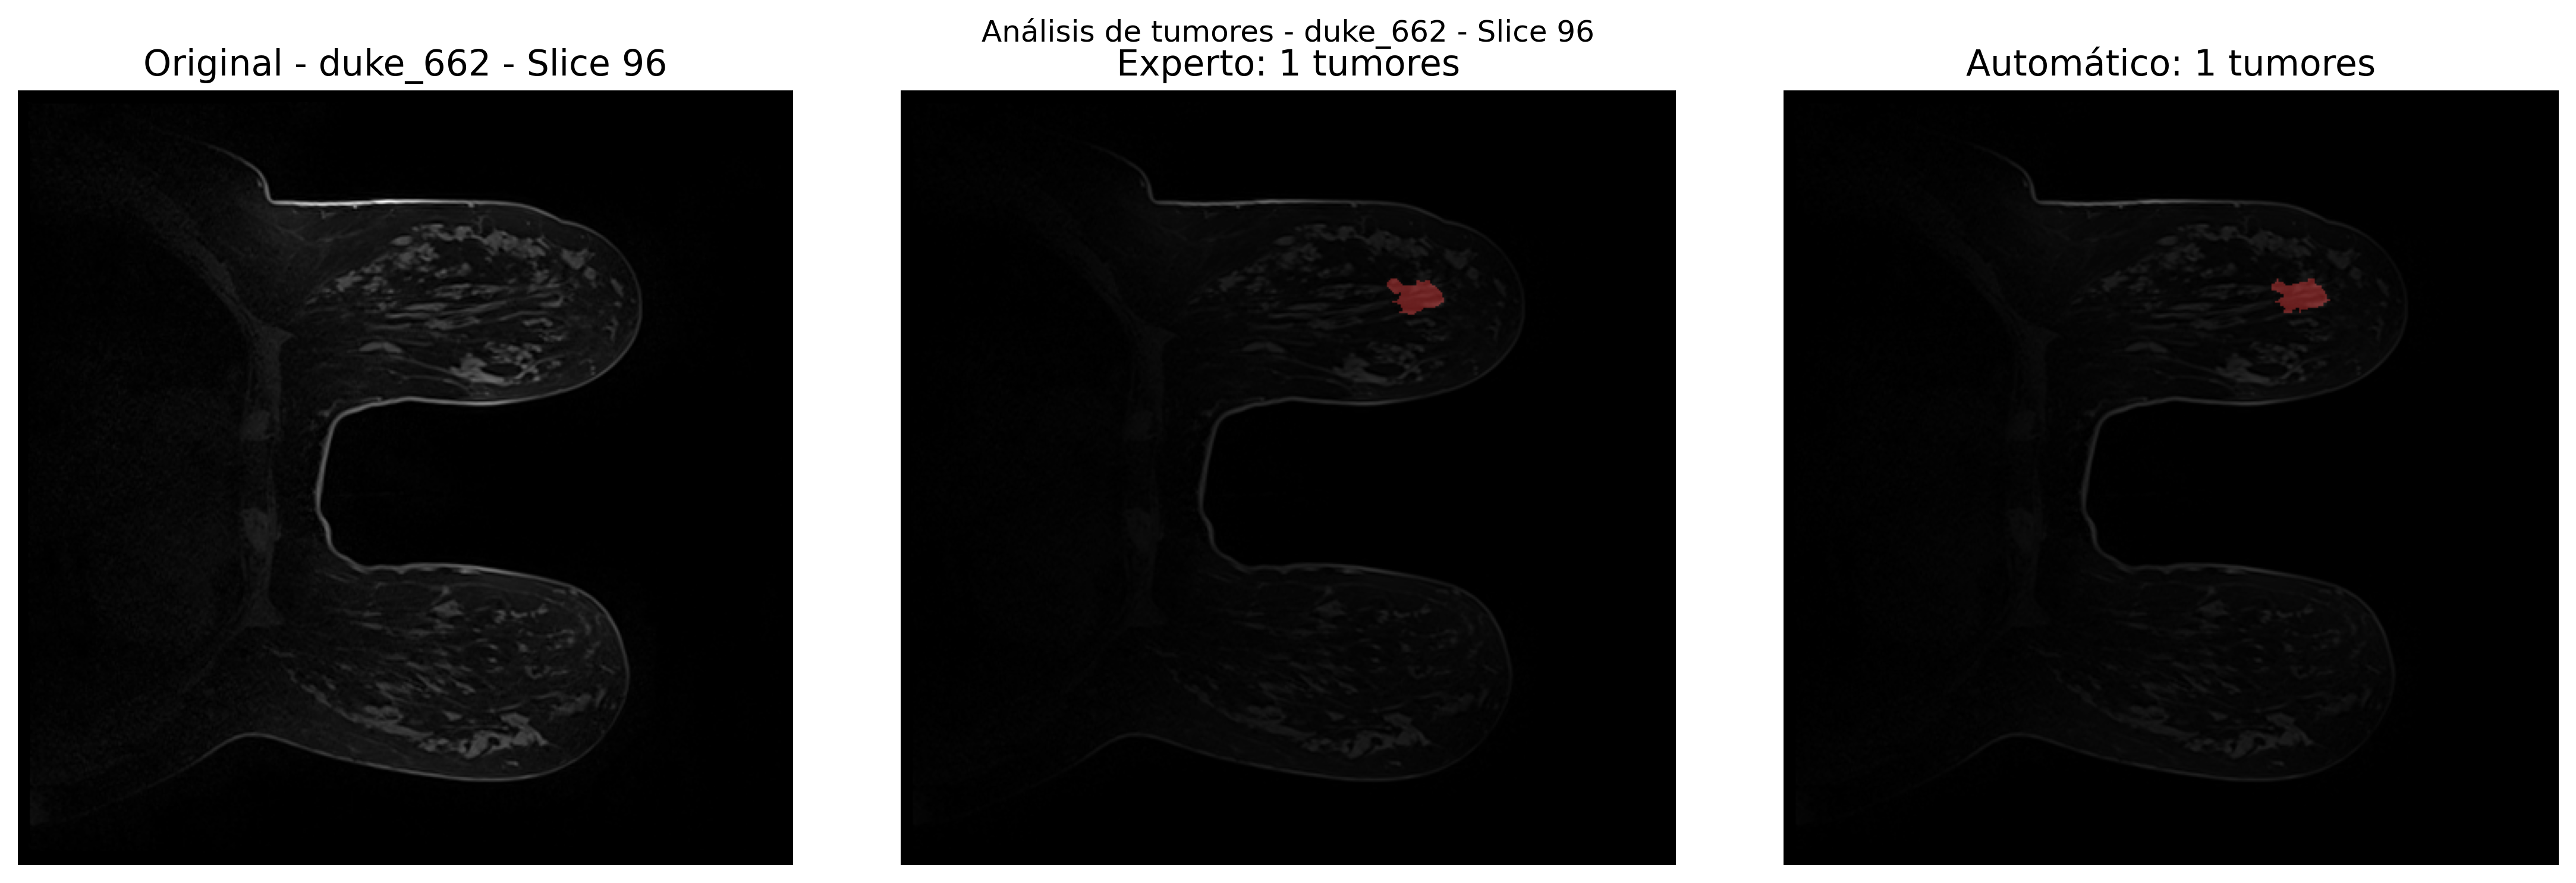 Análisis de tumores - duke_662 - Slice 96
Original - duke_662 - Slice 96
Experto: 1 tumores
Automático: 1 tumores